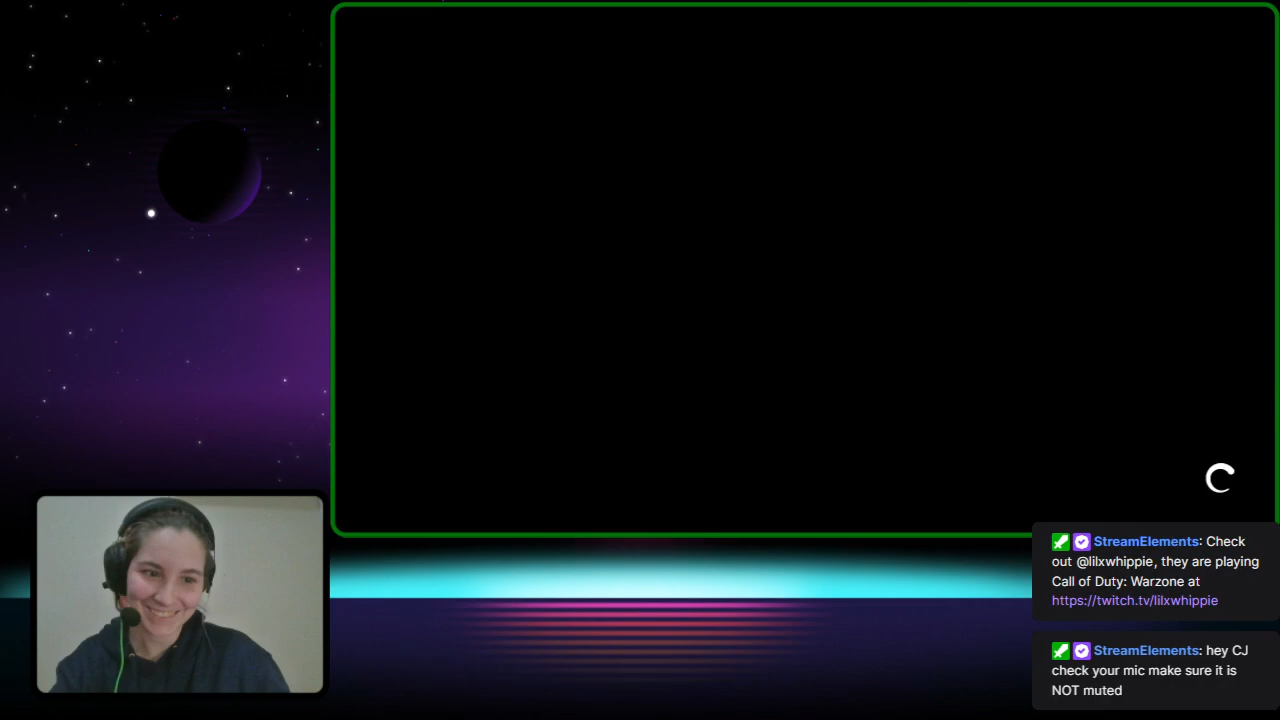 StreamElements: Check
out @lilxwhippie, they are playing
Call of Duty: Warzone at
https://twitch.tv/lilxwhippie
StreamElements: hey CJ
check your mic make sure it is
NOT muted